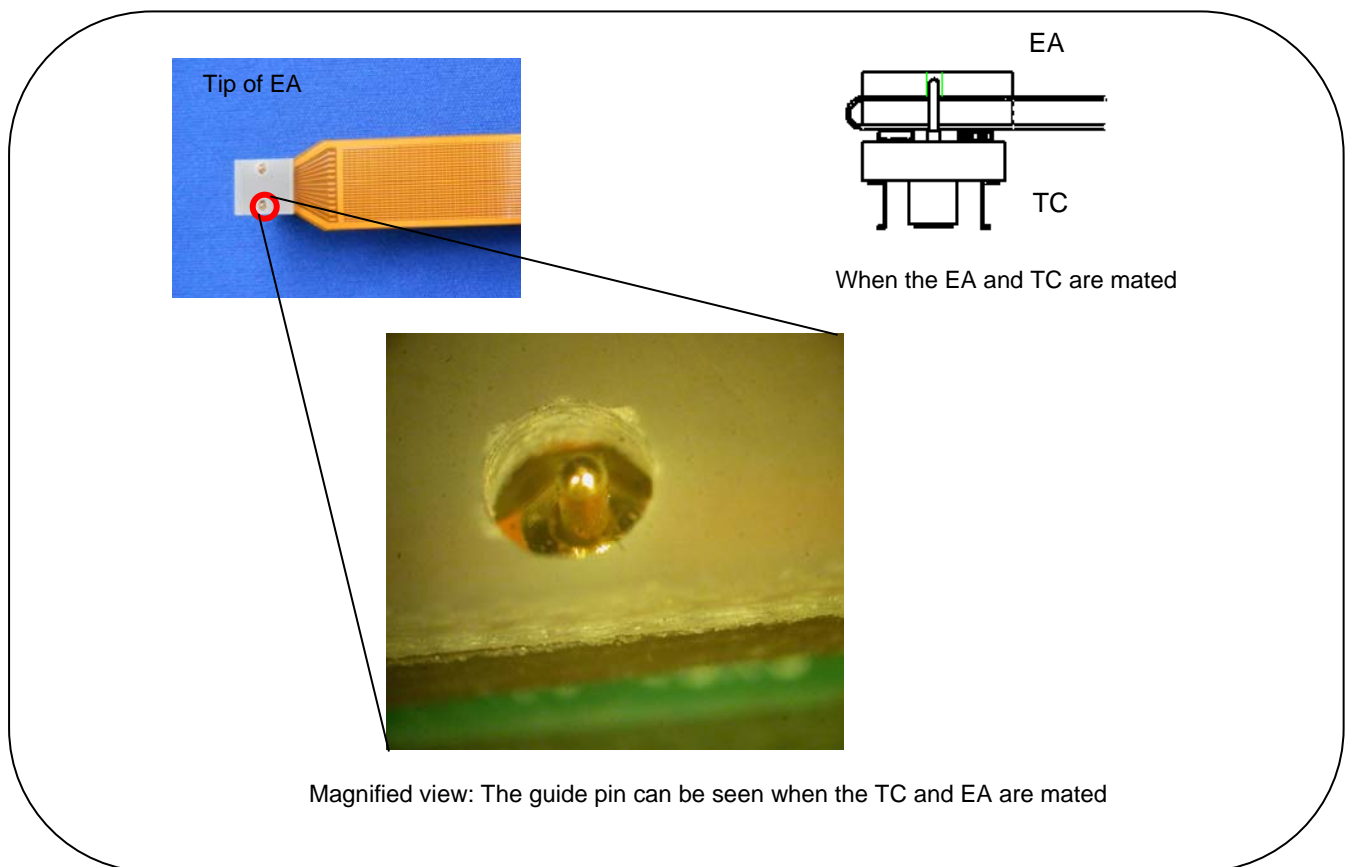 Tip of EA
EA
TC
When the EA and TC are mated
Magnified view: The guide pin can be seen when the TC and EA are mated